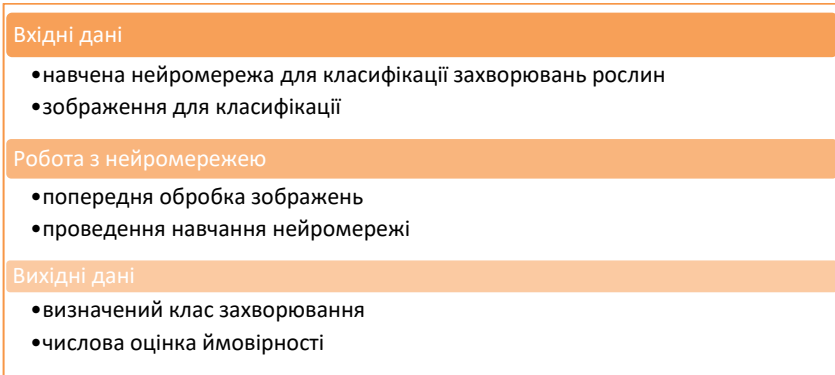 Вхідні дані
•навчена нейромережа для класифікації захворювань рослин
•зображення для класифікації
Робота з нейромережею
•попередня обробка зображень
•проведення навчання нейромережі
Вихідні дані
•визначений клас захворювання
•числова оцінка ймовірності